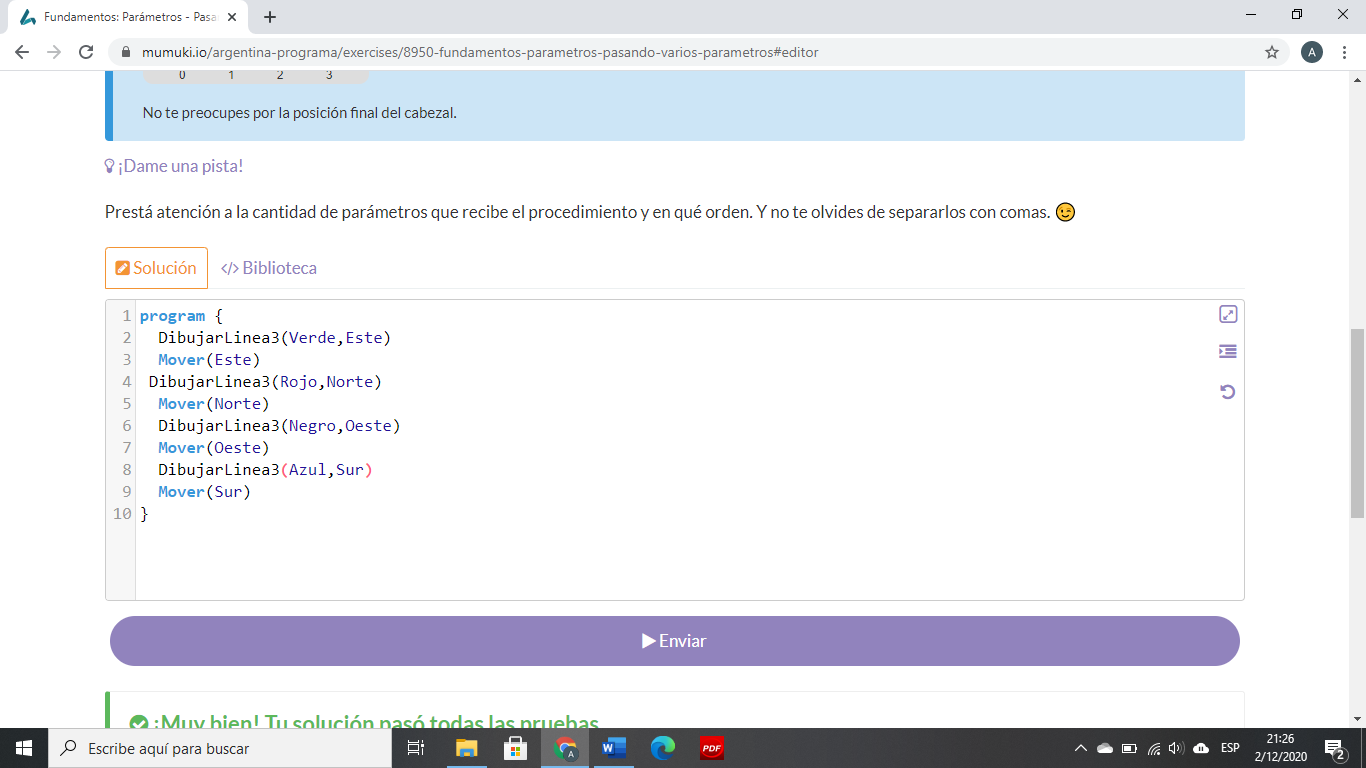 Fundamentos: Parámetros - Pasa
mumuki.io/argentina-programa/exercises/8950-fundamentos-parametros-pasando-varios-parametros#editor
A
0 1 2 3
No te preocupes por la posición final del cabezal.
¡Dame una pista!
Prestá atención a la cantidad de parámetros que recibe el procedimiento y en qué orden. Y no te olvides de separarlos con comas. 😉
Solución </> Biblioteca
1 program {
2   DibujarLinea3(Verde,Este)
3   Mover(Este)
4  DibujarLinea3(Rojo,Norte)
5   Mover(Norte)
6   DibujarLinea3(Negro,Oeste)
7   Mover(Oeste)
8   DibujarLinea3(Azul,Sur)
9   Mover(Sur)
10 }
Enviar
¡Muy bien! Tu solución pasó todas las pruebas
Escribe aquí para buscar
A
W
PDF
ESP
21:26
2/12/2020
2